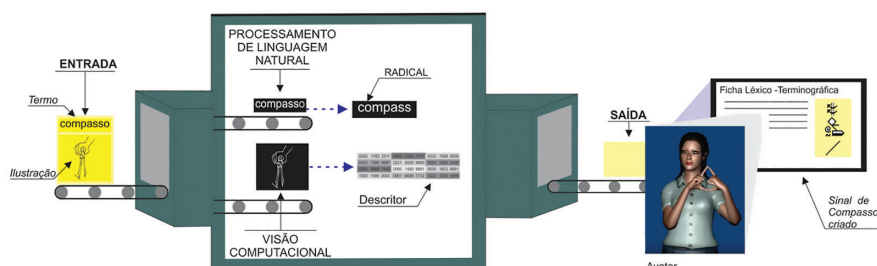 ENTRADA
Termo
compasso
Ilustração
PROCESSAMENTO
DE LINGUAGEM
NATURAL
compasso
RADICAL
compass
Descritor
VISÃO
COMPUTACIONAL
SAÍDA
Ficha Léxico -Terminográfica
Sinal de
Compasso
criado
Avatar